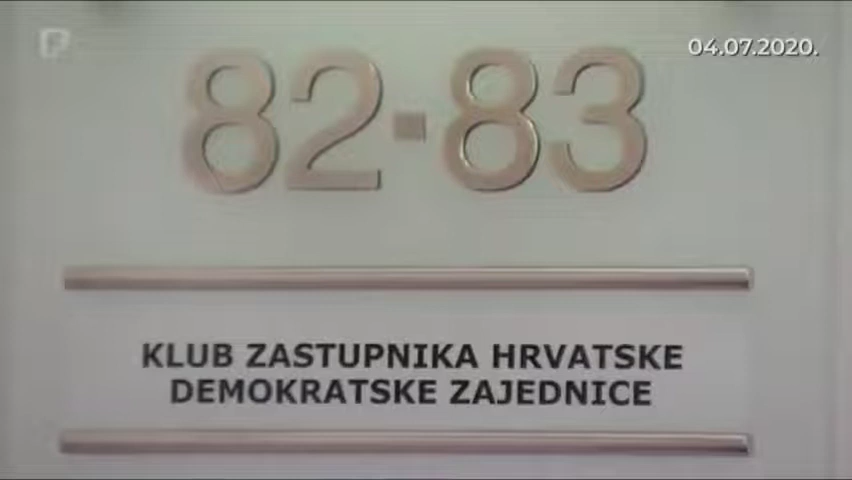 04.07.2020.
82-83
KLUB ZASTUPNIKA HRVATSKE
DEMOKRATSKE ZAJEDNICE